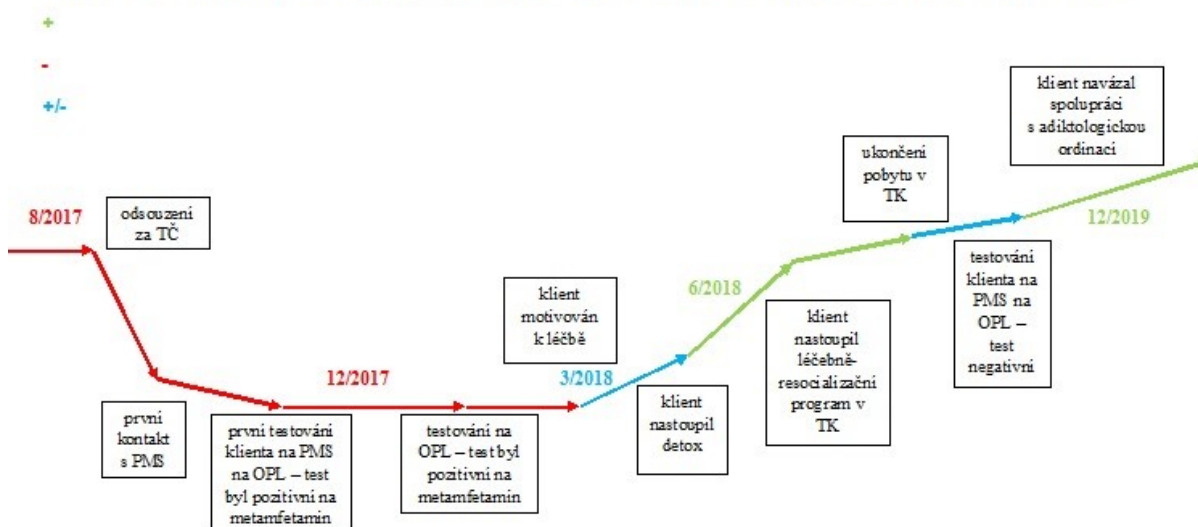 +
-
+/-
8/2017
odsouzení
za TČ
první
kontakt
s PMS
první testování
klienta na PMS
na OPL – test
byl pozitivní na
metamfetamin
12/2017
testování na
OPL – test byl
pozitivní na
metamfetamin
klient
motivován
k léčbě
3/2018
klient
nastoupil
detox
6/2018
klient
nastoupil
léčebně-
resocializační
program v
TK
ukončení
pobytu v
TK
testování
klienta na
PMS na
OPL –
test
negativní
klient navázal
spolupráci
s adiktologickou
ordinací
12/2019